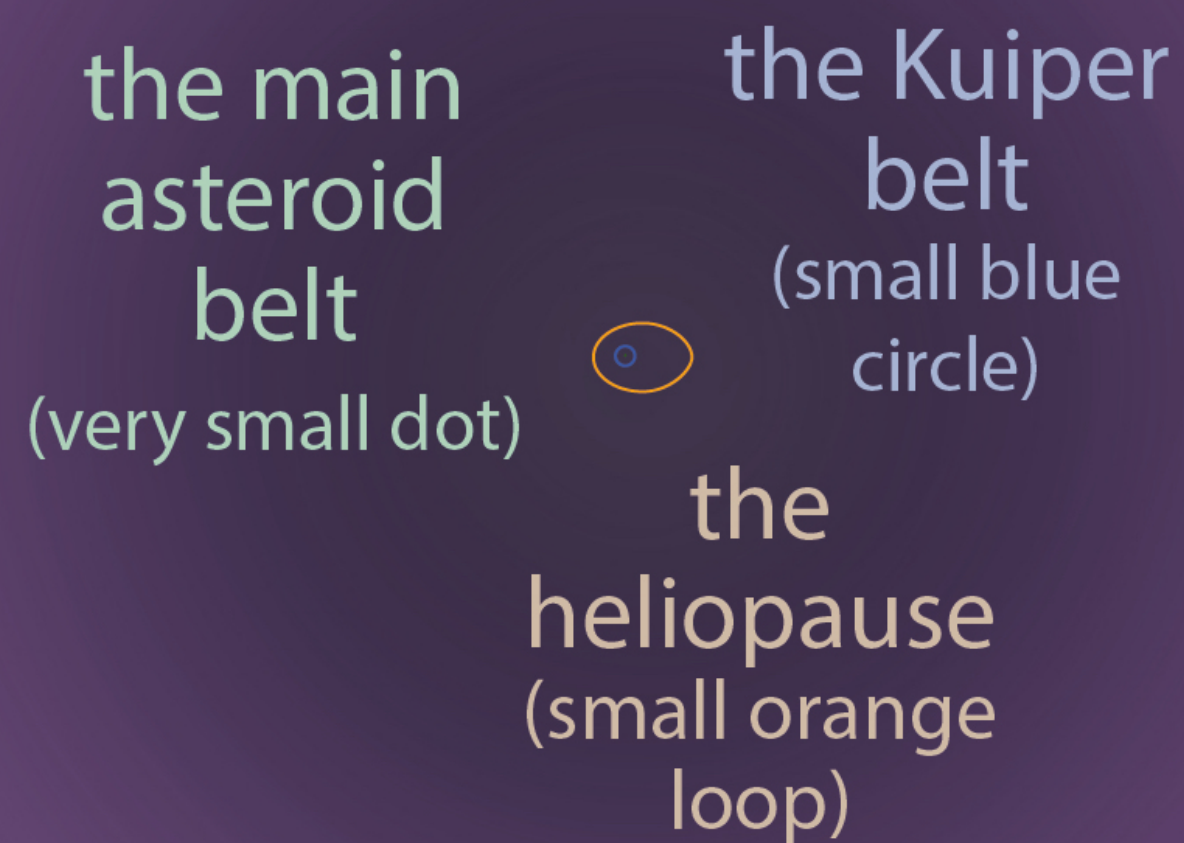 the main
asteroid
belt
(very small dot)
the Kuiper
belt
(small blue
circle)
the
heliopause
(small orange
loop)